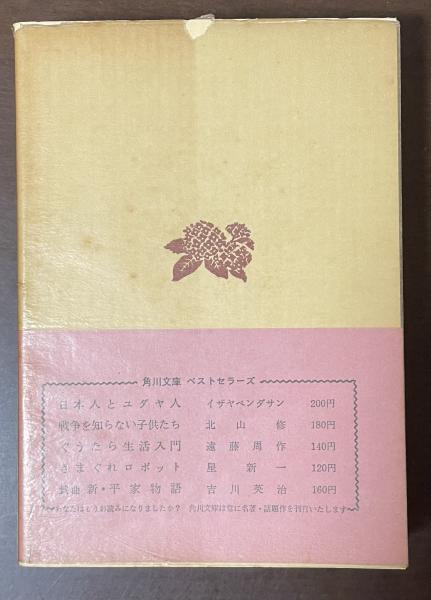 角川文庫 ベストセラーズ
日本人とユダヤ人 イザヤベンダサン 200円
戦争を知らない子供たち 北山修 180円
ぐうたら生活入門 遠藤周作 140円
きまぐれロボット 星新一 120円
戯曲 新・平家物語 吉川英治 160円
あなたはもうお読みになりましたか? 角川文庫は常に名著・話題作を刊行いたします